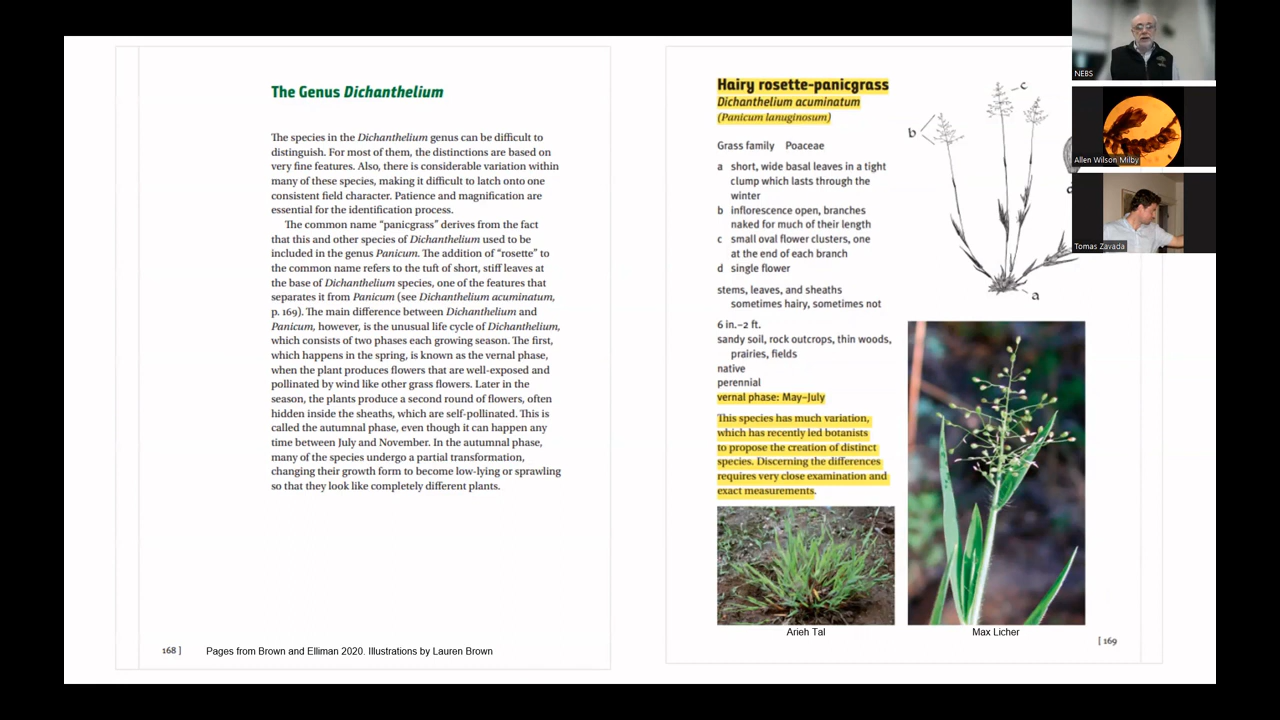 The Genus Dichanthelium
The species in the Dichanthelium genus can be difficult to
distinguish. For most of them, the distinctions are based on
very fine features. Also, there is considerable variation within
many of these species, making it difficult to latch onto one
consistent field character. Patience and magnification are
essential for the identification process.
The common name “panicgrass” derives from the fact
that this and other species of Dichanthelium used to be
included in the genus Panicum. The addition of “rosette” to
the common name refers to the tuft of short, stiff leaves at
the base of Dichanthelium species, one of the features that
separates it from Panicum (see Dichanthelium acuminatum,
p. 169). The main difference between Dichanthelium and
Panicum, however, is the unusual life cycle of Dichanthelium,
which consists of two phases each growing season. The first,
which happens in the spring, is known as the vernal phase,
when the plant produces flowers that are well-exposed and
pollinated by wind like other grass flowers. Later in the
season, the plants produce a second round of flowers, often
hidden inside the sheaths, which are self-pollinated. This is
called the autumnal phase, even though it can happen any
time between July and November. In the autumnal phase,
many of the species undergo a partial transformation,
changing their growth form to become low-lying or sprawling
so that they look like completely different plants.
168 ]
Pages from Brown and Elliman 2020. Illustrations by Lauren Brown
Hairy rosette-panicgrass
Dichanthelium acuminatum
(Panicum lanuginosum)
Grass family Poaceae
a short, wide basal leaves in a tight
clump which lasts through the
winter
b inflorescence open, branches
naked for much of their length
c small oval flower clusters, one
at the end of each branch
d single flower
stems, leaves, and sheaths
sometimes hairy, sometimes not
6 in.–2 ft.
sandy soil, rock outcrops, thin woods,
prairies, fields
native
perennial
vernal phase: May–July
This species has much variation,
which has recently led botanists
to propose the creation of distinct
species. Discerning the differences
requires very close examination and
exact measurements.
b
c
a
Arieh Tal
Max Licher
[ 169
NEBS
Allen Wilson Milby
Tomas Zavada